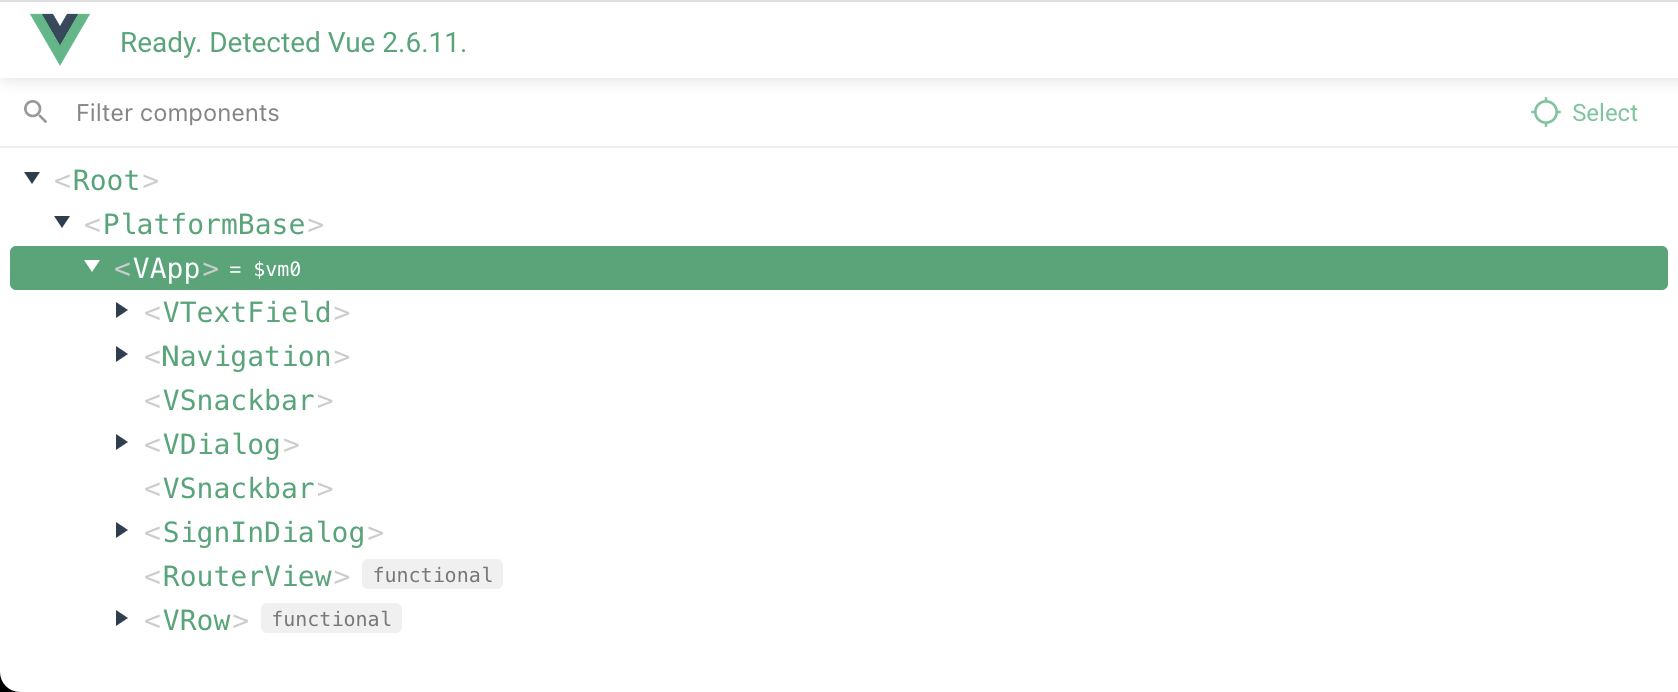 Ready. Detected Vue 2.6.11.
Filter components
Select
<Root>
<PlatformBase>
<VApp> = $vm0
<VTextField>
<Navigation>
<VSnackbar>
<VDialog>
<VSnackbar>
<SignInDialog>
<RouterView> functional
<VRow> functional